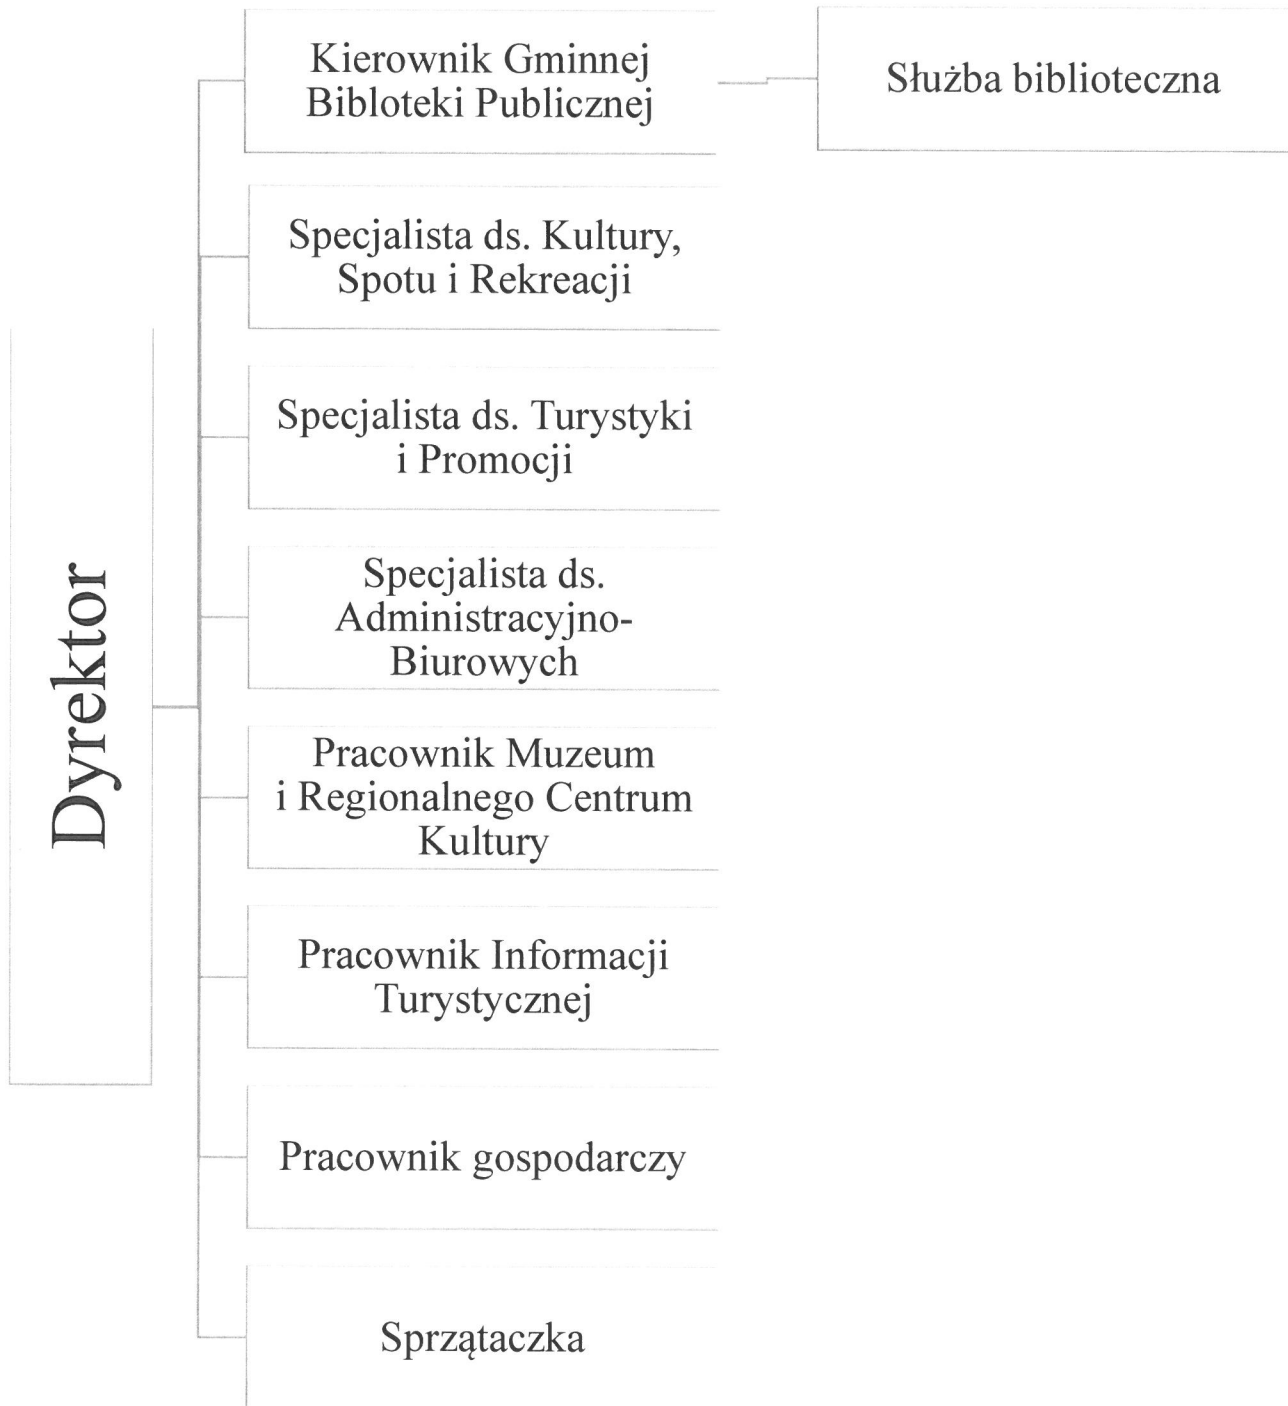 Kierownik Gminnej
Bibloteki Publicznej
Służba biblioteczna
Specjalista ds. Kultury,
Spotu i Rekreacji
Specjalista ds. Turystyki
i Promocji
Specjalista ds.
Administracyjno-
Biurowych
Dyrektor
Pracownik Muzeum
i Regionalnego Centrum
Kultury
Pracownik Informacji
Turystycznej
Pracownik gospodarczy
Sprzątaczka